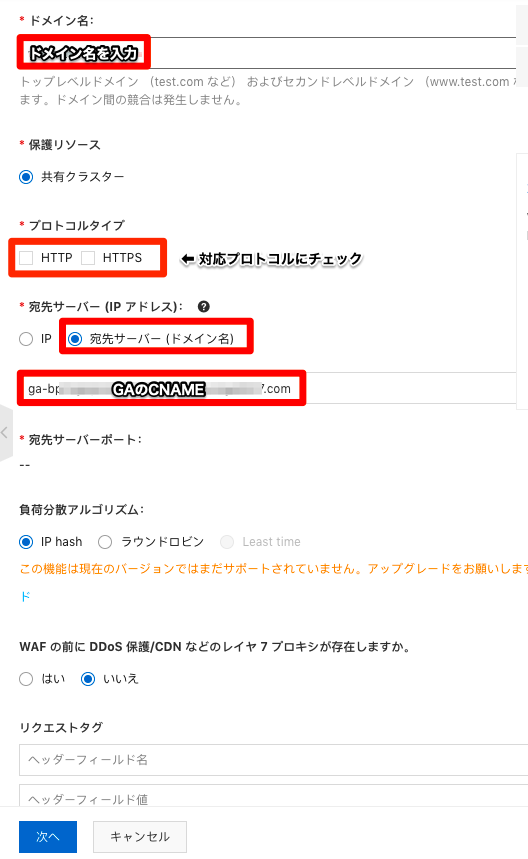 * ドメイン名:
ドメイン名を入力
トップレベルドメイン （test.com など） およびセカンドレベルドメイン （www.test.com
ます。ドメイン間の競合は発生しません。
* 保護リソース
共有クラスター
* プロトコルタイプ
HTTP HTTPS ← 対応プロトコルにチェック
* 宛先サーバー (IP アドレス): ?
IP 宛先サーバー (ドメイン名)
ga-bp GAのCNAME 7.com
* 宛先サーバーポート:
--
負荷分散アルゴリズム:
IP hash ラウンドロビン Least time
この機能は現在のバージョンではまだサポートされていません。アップグレードをお願いしま
ド
WAF の前に DDoS 保護/CDN などのレイヤ 7 プロキシが存在しますか。
はい いいえ
リクエストタグ
ヘッダーフィールド名
ヘッダーフィールド値
次へ キャンセル